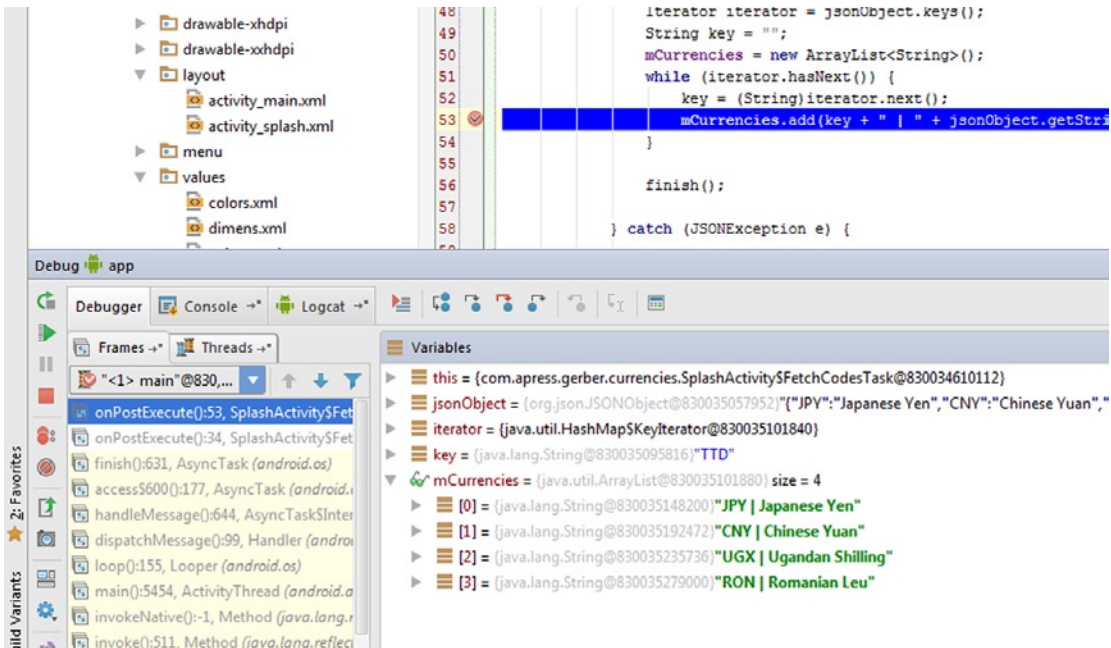 drawable-xhdpi
drawable-xxhdpi
layout
activity_main.xml
activity_splash.xml
menu
values
colors.xml
dimens.xml
48 Iterator iterator = jsonObject.keys();
49 String key = "";
50 mCurrencies = new ArrayList<String>();
51 while (iterator.hasNext()) {
52 key = (String)iterator.next();
53 mCurrencies.add(key + " | " + jsonObject.getStri
54 }
55
56 finish();
57
58 } catch (JSONException e) {
Debug app
Debugger Console Logcat
Frames Threads
"<1> main"@830,...
onPostExecute():53, SplashActivity$Fet
onPostExecute():34, SplashActivity$Fet
finish():631, AsyncTask (android.os)
access$600():177, AsyncTask (android.
handleMessage():644, AsyncTask$Inter
dispatchMessage():99, Handler (andro
loop():155, Looper (android.os)
main():5454, ActivityThread (android.a
invokeNative():-1, Method (java.lang.r
invoke():511, Method (java.lang.reflec
Variables
this = {com.apress.gerber.currencies.SplashActivity$FetchCodesTask@830034610112}
jsonObject = {org.json.JSONObject@830035057952}"{"JPY":"Japanese Yen","CNY":"Chinese Yuan","
iterator = {java.util.HashMap$KeyIterator@830035101840}
key = {java.lang.String@830035095816}"TTD"
mCurrencies = {java.util.ArrayList@830035101880} size = 4
[0] = {java.lang.String@830035148200}"JPY | Japanese Yen"
[1] = {java.lang.String@830035192472}"CNY | Chinese Yuan"
[2] = {java.lang.String@830035235736}"UGX | Ugandan Shilling"
[3] = {java.lang.String@830035279000}"RON | Romanian Leu"
2: Favorites
ild Variants